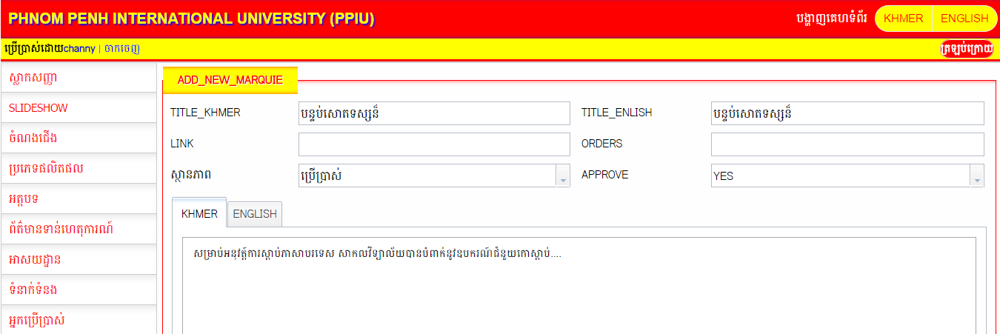 PHNOM PENH INTERNATIONAL UNIVERSITY (PPIU)
បង្ហាញគេហទំព័រ KHMER ENGLISH
ប្រើប្រាស់ដោយchanny | ចាកចេញ
ត្រឡប់ក្រោយ
ស្លាកសញ្ញា
SLIDESHOW
ចំណងជើង
ប្រភេទផលិតផល
អត្តបទ
ព័ត៌មានទាន់ហេតុការណ៍
អាសយដ្ឋាន
ទំនាក់ទំនង
អ្នកប្រើប្រាស់
ADD_NEW_MARQUIE
TITLE_KHMER បន្ទប់សោតទស្សន៏ TITLE_ENLISH បន្ទប់សោតទស្សន៏
LINK ORDERS
ស្ថានភាព ប្រើប្រាស់ APPROVE YES
KHMER ENGLISH
សម្រាប់អនុវត្ត៍ការស្តាប់ភាសាបរទេស សាកលវិទ្យាល័យបានបំពាក់នូវឧបករណ៍ជំនួយកោស្តាប់....